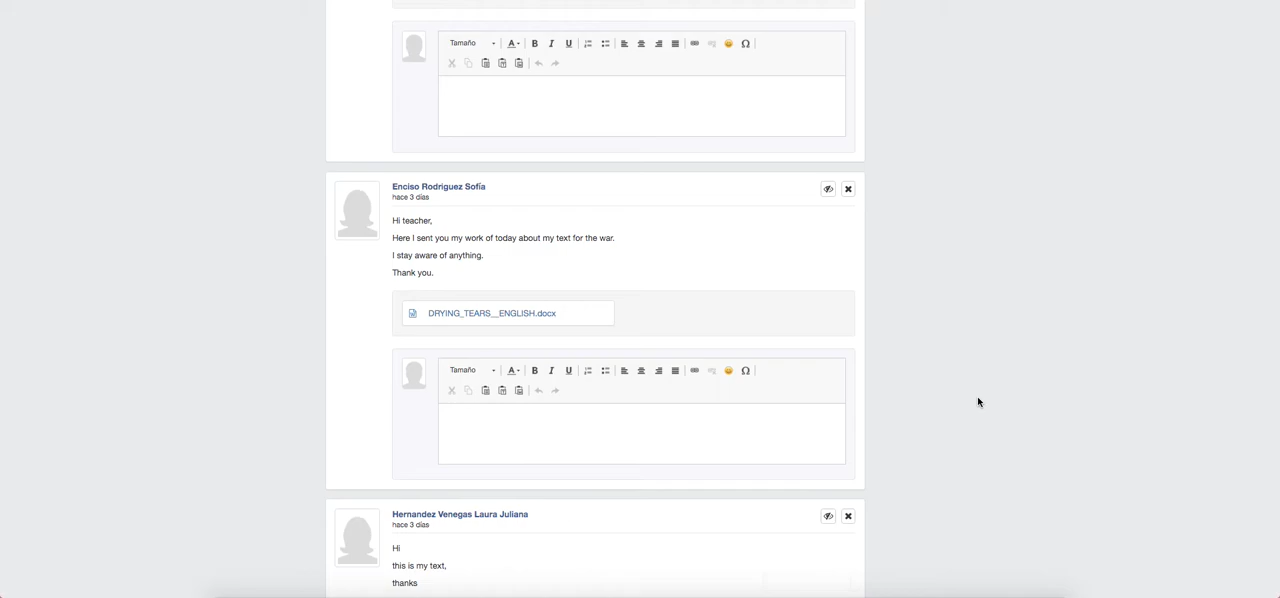 Tamaño
Enciso Rodriguez Sofía
hace 3 días
Hi teacher,
Here I sent you my work of today about my text for the war.
I stay aware of anything.
Thank you.
DRYING_TEARS__ENGLISH.docx
Tamaño
Hernandez Venegas Laura Juliana
hace 3 días
Hi
this is my text,
thanks